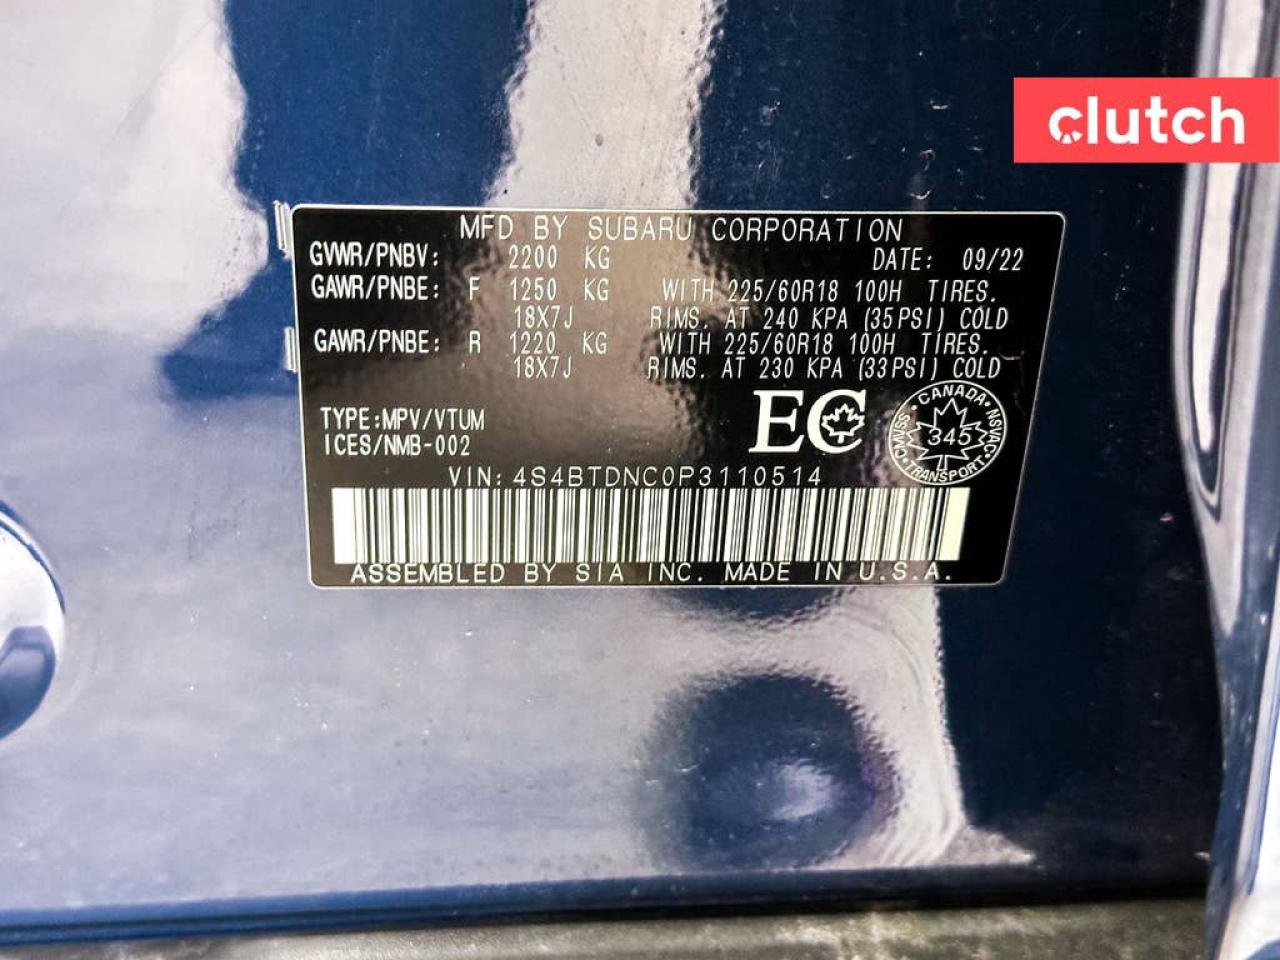 clutch
MFD BY SUBARU CORPORATION
GVWR/PNBV: 2200 KG DATE: 09/22
GAWR/PNBE: F 1250 KG WITH 225/60R18 100H TIRES.
18X7J RIMS. AT 240 KPA (35PSI) COLD
GAWR/PNBE: R 1220 KG WITH 225/60R18 100H TIRES.
18X7J RIMS. AT 230 KPA (33PSI) COLD
TYPE:MPV/VTUM
ICES/NMB-002
EC
CANADA
CMVSS 345 NSVAC
TRANSPORT
VIN: 4S4BTDNC0P3110514
ASSEMBLED BY SIA INC. MADE IN U.S.A.